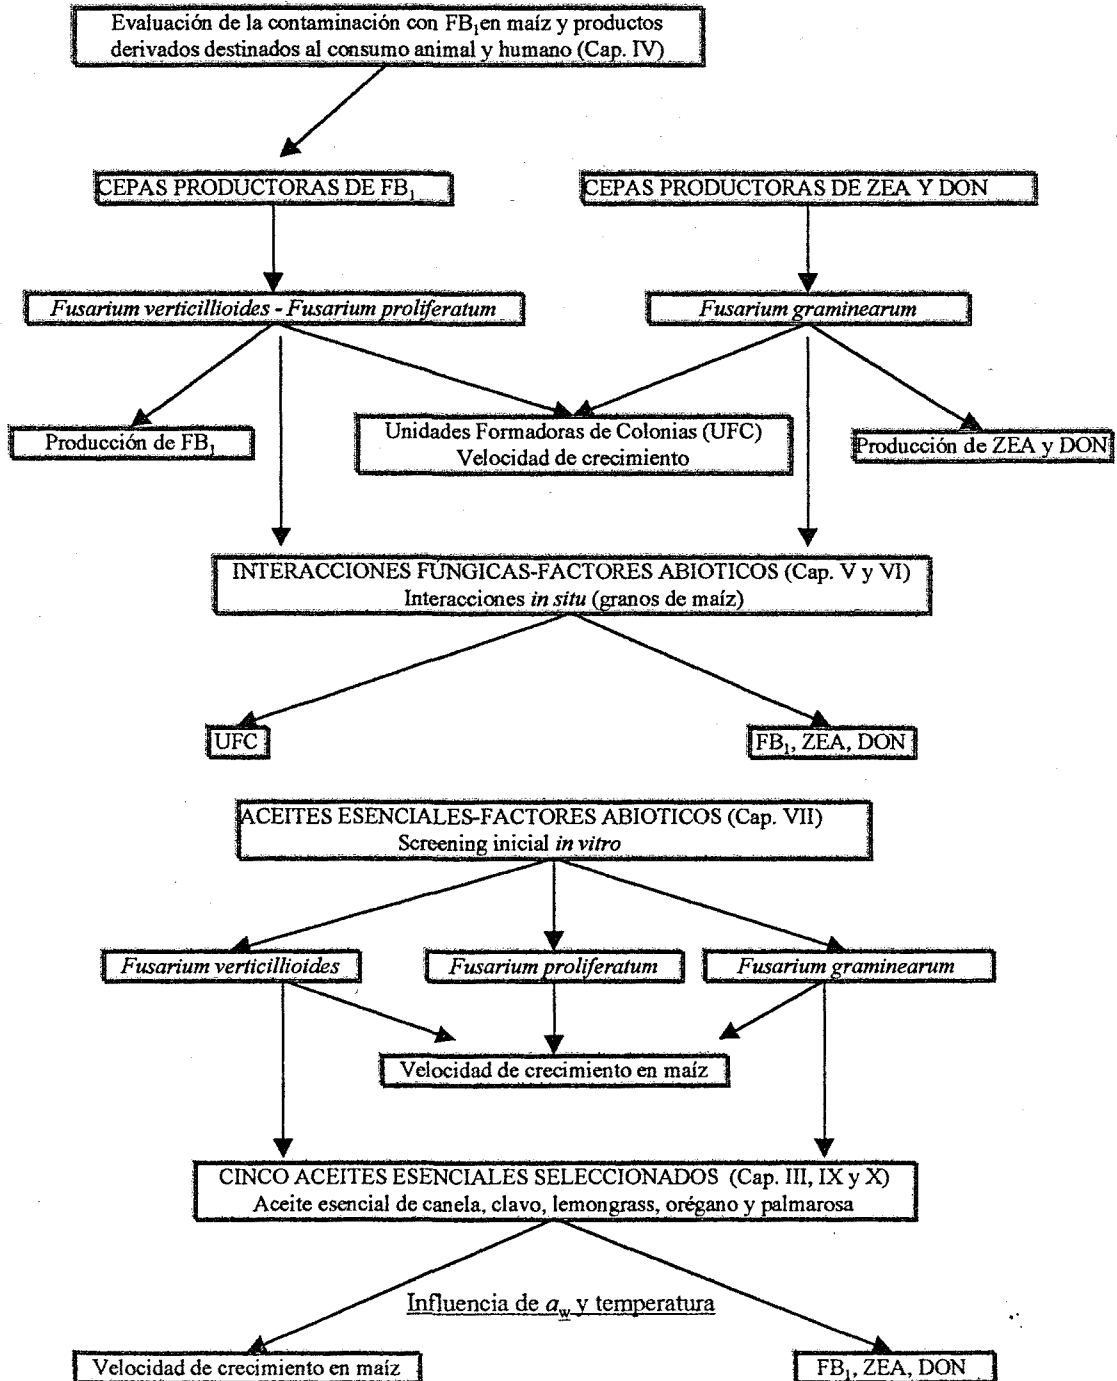 Evaluación de la contaminación con FB₁en maíz y productos
derivados destinados al consumo animal y humano (Cap. IV)
CEPAS PRODUCTORAS DE FB₁
CEPAS PRODUCTORAS DE ZEA Y DON
Fusarium verticillioides - Fusarium proliferatum
Fusarium graminearum
Producción de FB₁
Unidades Formadoras de Colonias (UFC)
Velocidad de crecimiento
Producción de ZEA y DON
INTERACCIONES FÚNGICAS-FACTORES ABIOTICOS (Cap. V y VI)
Interacciones in situ (granos de maíz)
UFC
FB₁, ZEA, DON
ACEITES ESENCIALES-FACTORES ABIOTICOS (Cap. VII)
Screening inicial in vitro
Fusarium verticillioides
Fusarium proliferatum
Fusarium graminearum
Velocidad de crecimiento en maíz
CINCO ACEITES ESENCIALES SELECCIONADOS (Cap. III, IX y X)
Aceite esencial de canela, clavo, lemongrass, orégano y palmarosa
Influencia de a_w y temperatura
Velocidad de crecimiento en maíz
FB₁, ZEA, DON